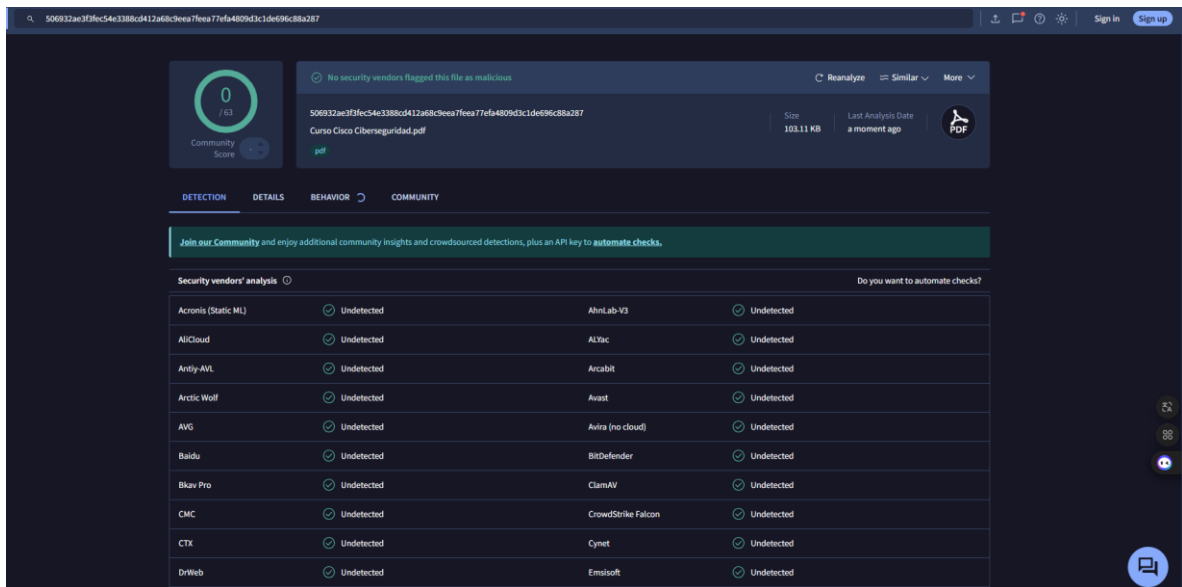 506932ae3f3fec54e3388cd412a68c9eea7feea77efa4809d3c1de696c88a287
Sign in
Sign up
0
/ 63
Community
Score
No security vendors flagged this file as malicious
Reanalyze
Similar
More
506932ae3f3fec54e3388cd412a68c9eea7feea77efa4809d3c1de696c88a287
Curso Cisco Ciberseguridad.pdf
pdf
Size
103.11 KB
Last Analysis Date
a moment ago
PDF
DETECTION DETAILS BEHAVIOR COMMUNITY
Join our Community and enjoy additional community insights and crowdsourced detections, plus an API key to automate checks.
Security vendors' analysis Do you want to automate checks?
Acronis (Static ML) Undetected AhnLab-V3 Undetected
AliCloud Undetected ALYac Undetected
Antiy-AVL Undetected Arcabit Undetected
Arctic Wolf Undetected Avast Undetected
AVG Undetected Avira (no cloud) Undetected
Baidu Undetected BitDefender Undetected
Bkav Pro Undetected ClamAV Undetected
CMC Undetected CrowdStrike Falcon Undetected
CTX Undetected Cynet Undetected
DrWeb Undetected Emsisoft Undetected